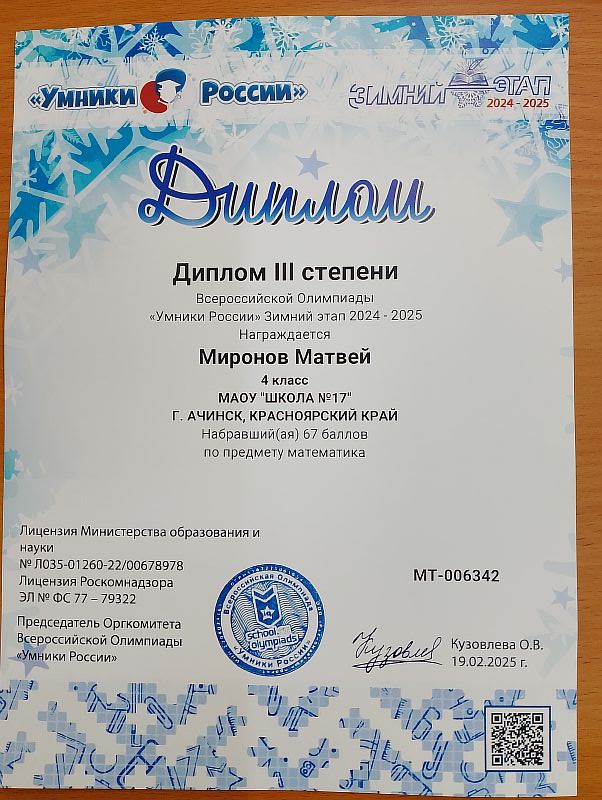 «Умники России»
ЗИМНИЙ ЭТАП
2024 - 2025
Диплом
Диплом III степени
Всероссийской Олимпиады
«Умники России» Зимний этап 2024 - 2025
Награждается
Миронов Матвей
4 класс
МАОУ "ШКОЛА №17"
Г. АЧИНСК, КРАСНОЯРСКИЙ КРАЙ
Набравший(ая) 67 баллов
по предмету математика
Лицензия Министерства образования и
науки
№ Л035-01260-22/00678978
Лицензия Роскомнадзора
ЭЛ № ФС 77 – 79322
МТ-006342
Председатель Оргкомитета
Всероссийской Олимпиады
«Умники России»
Всероссийская Олимпиада
school
olympiads
«Умники России»
Кузовлев
Кузовлева О.В.
19.02.2025 г.